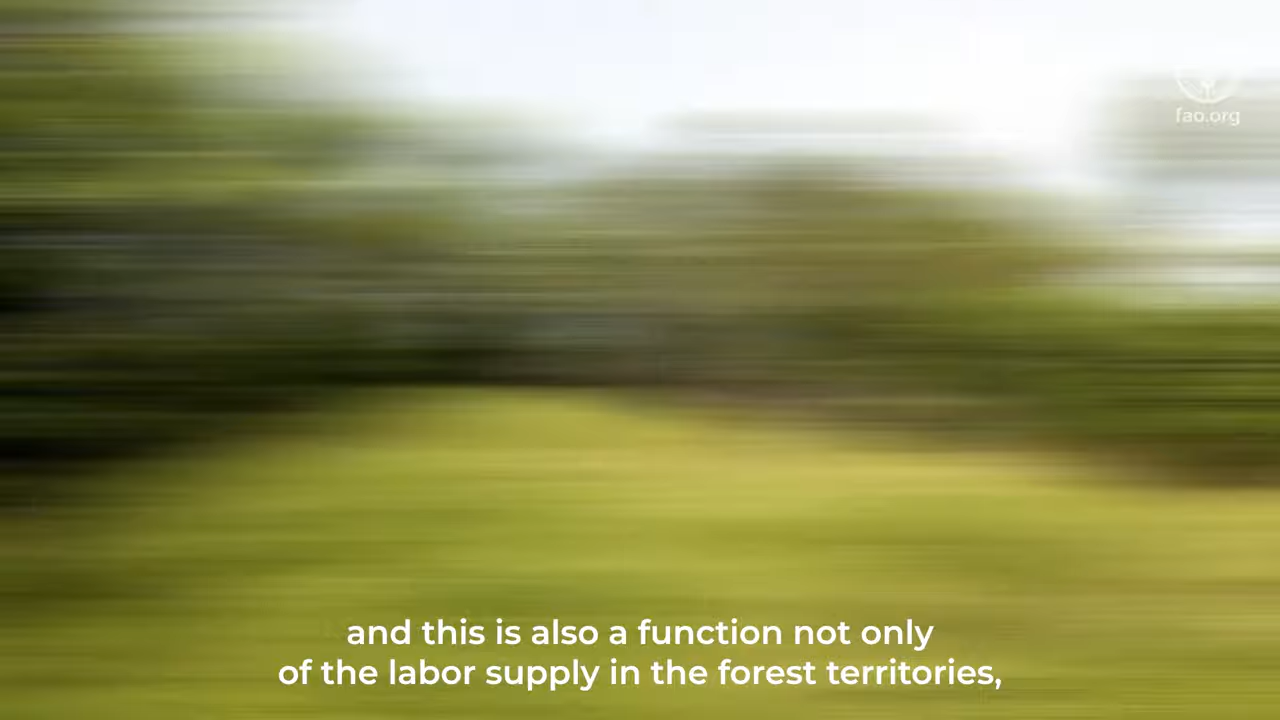 fao.org
and this is also a function not only
of the labor supply in the forest territories,